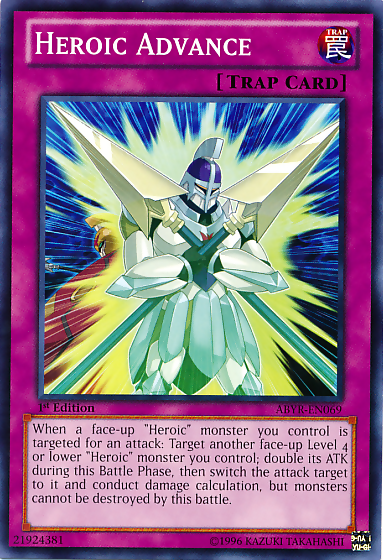 HEROIC ADVANCE
TRAP
罠
[TRAP CARD]
1st Edition
ABYR-EN069
When a face-up "Heroic" monster you control is
targeted for an attack: Target another face-up Level 4
or lower "Heroic" monster you control; double its ATK
during this Battle Phase, then switch the attack target
to it and conduct damage calculation, but monsters
cannot be destroyed by this battle.
21924381
©1996 KAZUKI TAKAHASHI
YU-GI-